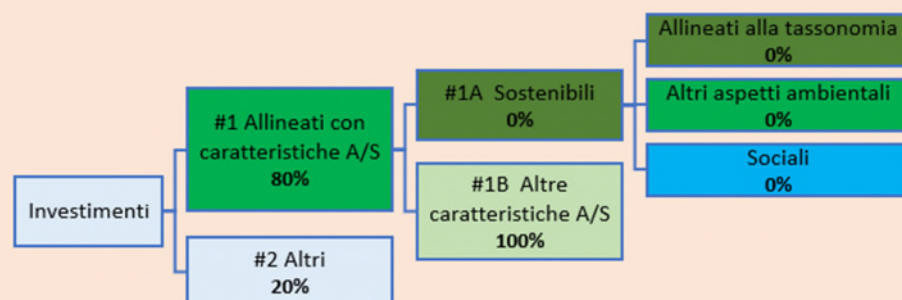 Allineati alla tassonomia
0%
#1A Sostenibili
0%
Altri aspetti ambientali
0%
#1 Allineati con
caratteristiche A/S
80%
Sociali
0%
#1B Altre
caratteristiche A/S
100%
Investimenti
#2 Altri
20%